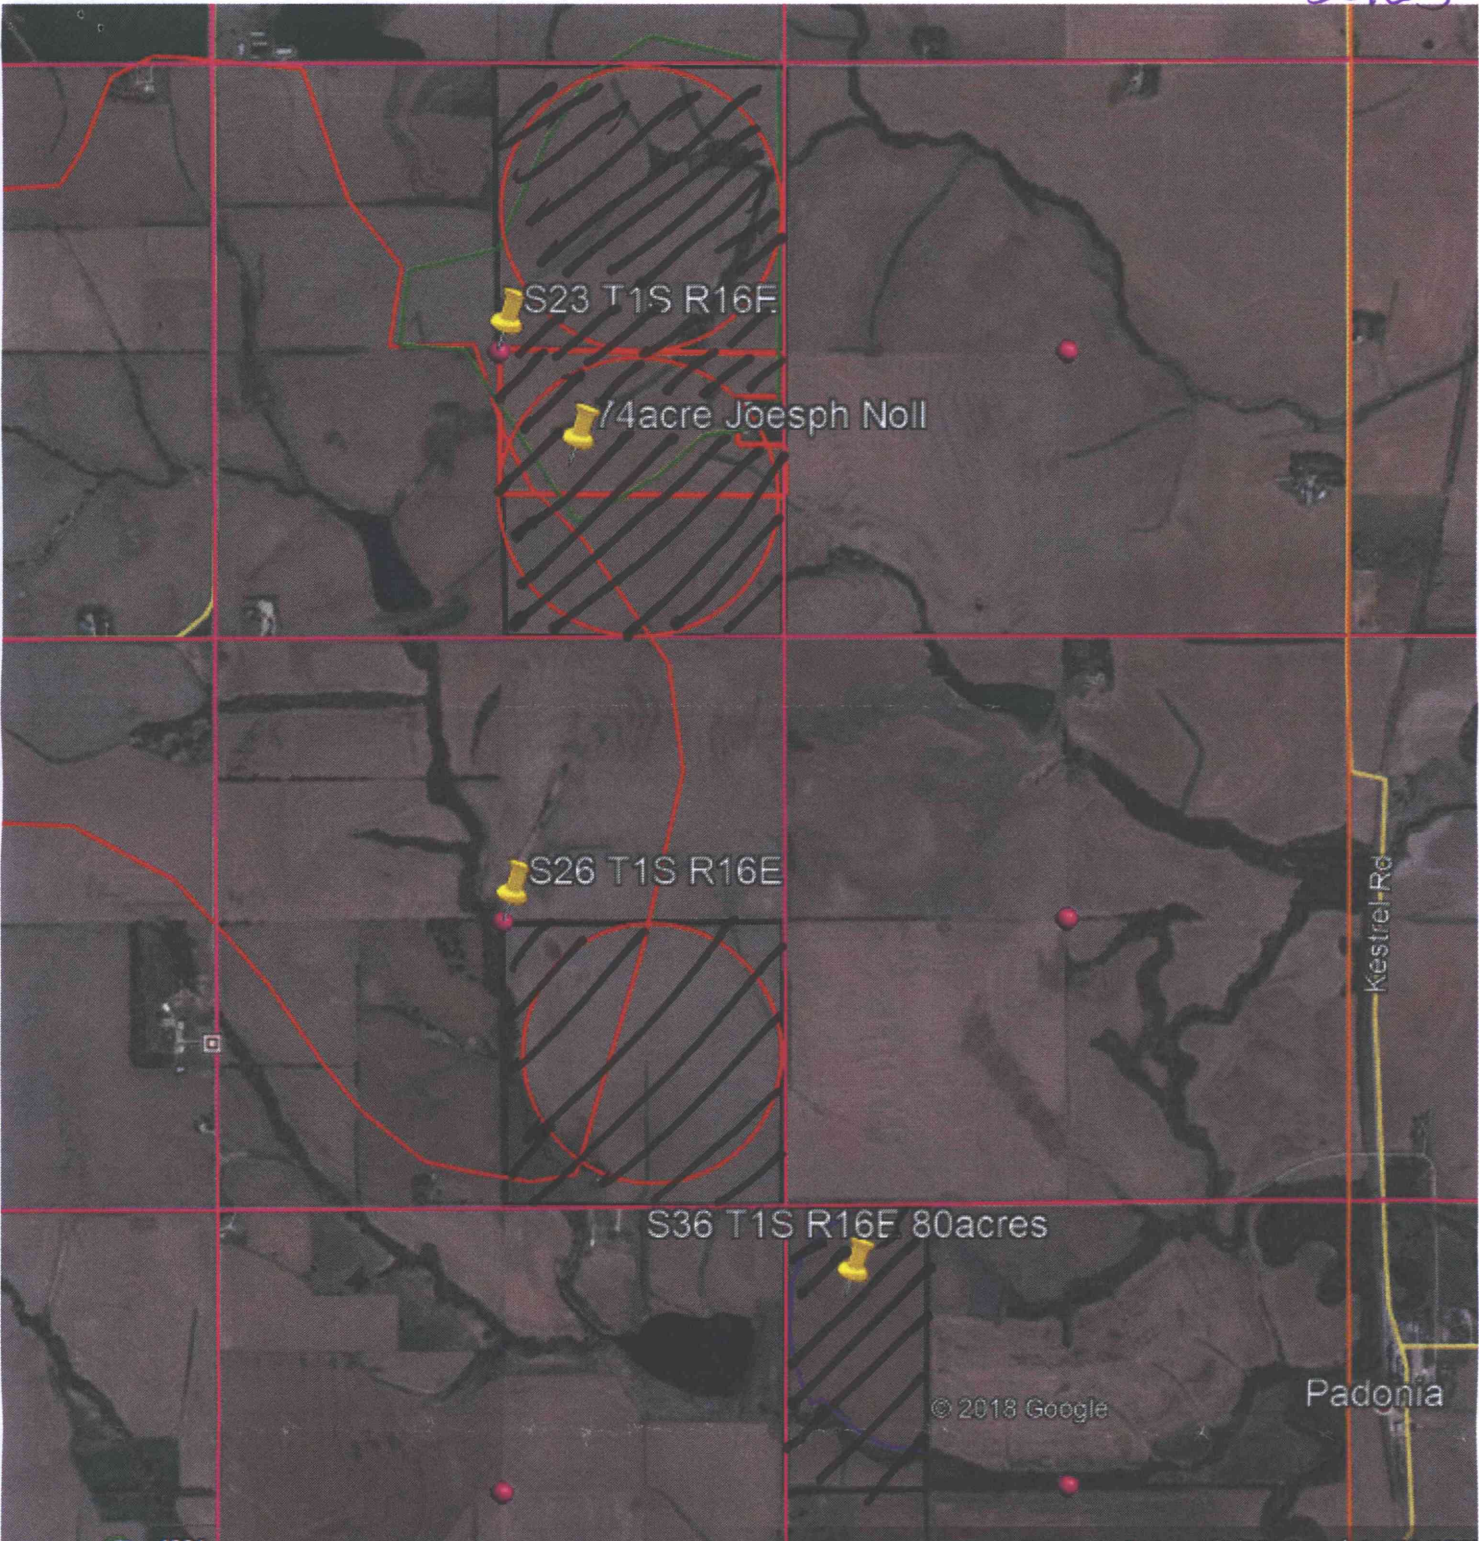 S23 T1S R16E
74acre Joesph Noll
S26 T1S R16E
Kestrel Rd
S36 T1S R16E 80acres
© 2018 Google
Padonia